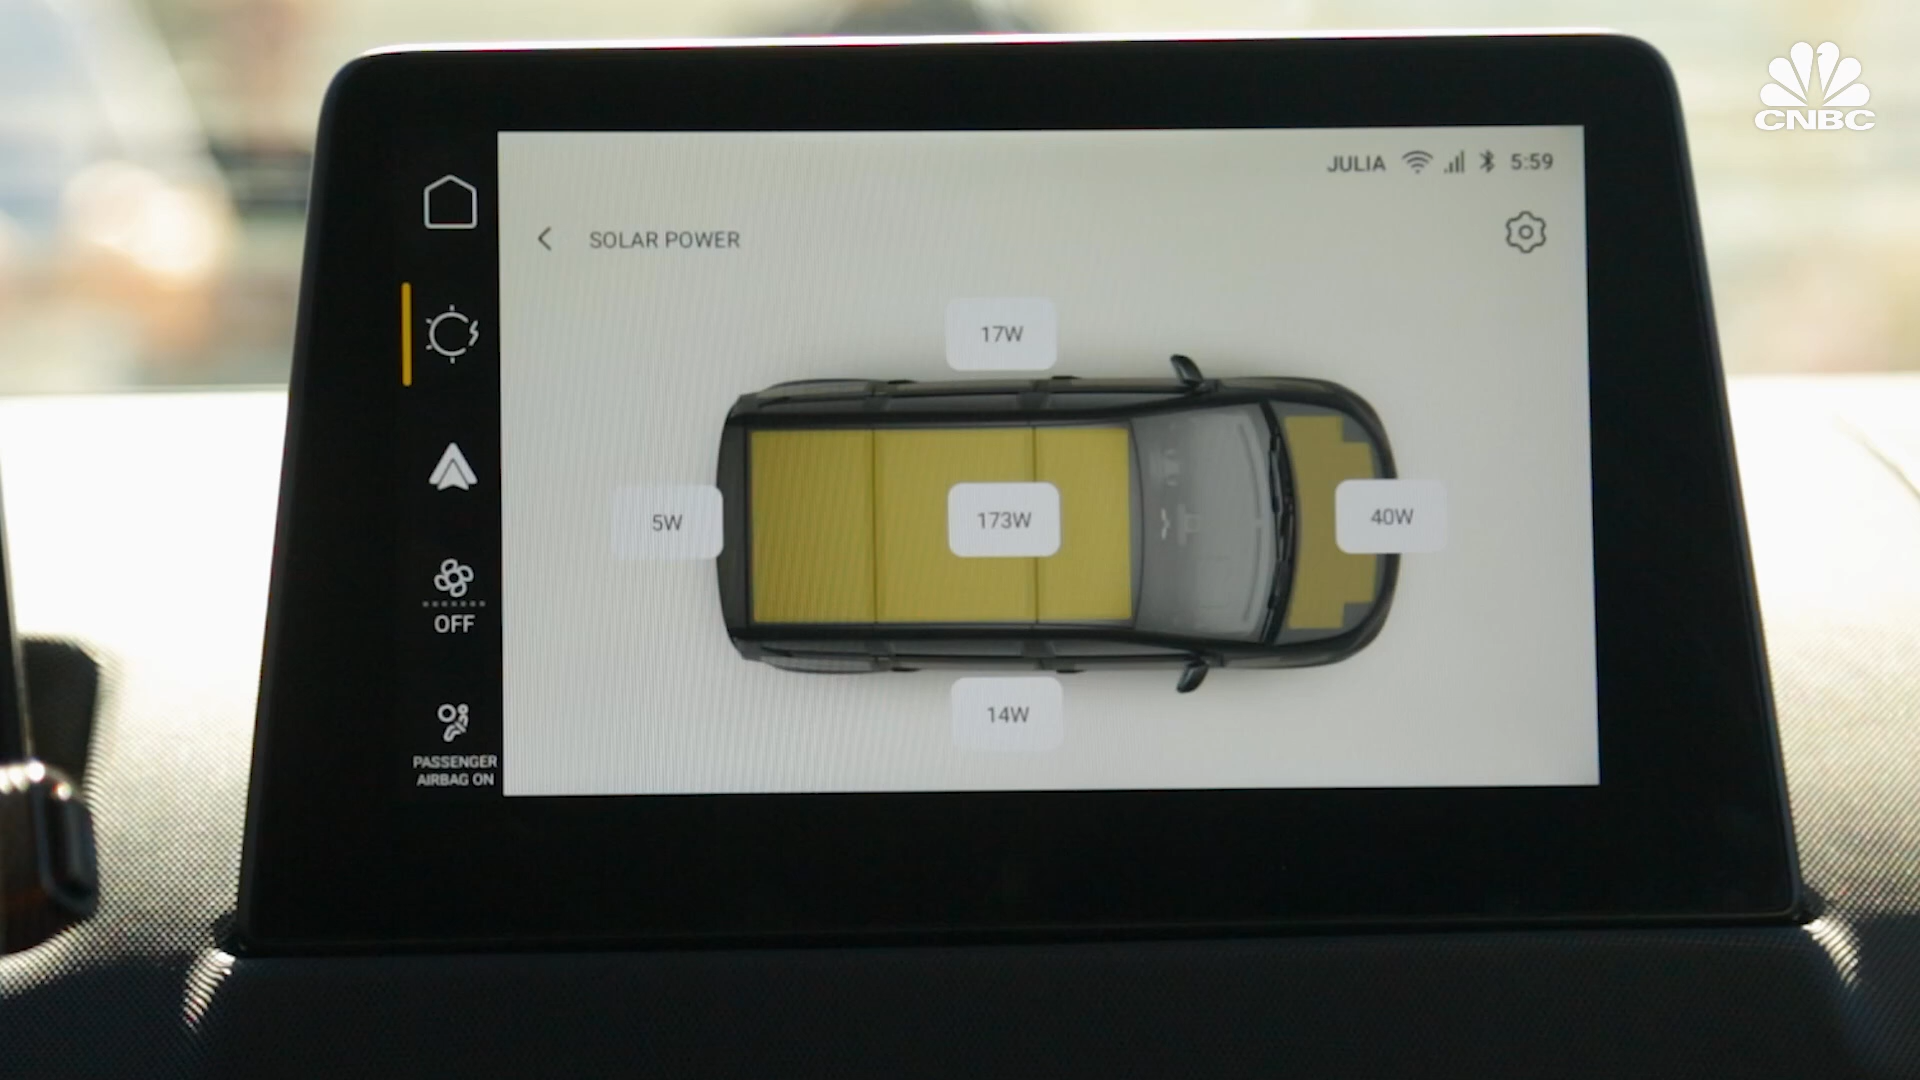 CNBC
JULIA 5:59
SOLAR POWER
17W
5W
173W
40W
14W
OFF
PASSENGER
AIRBAG ON